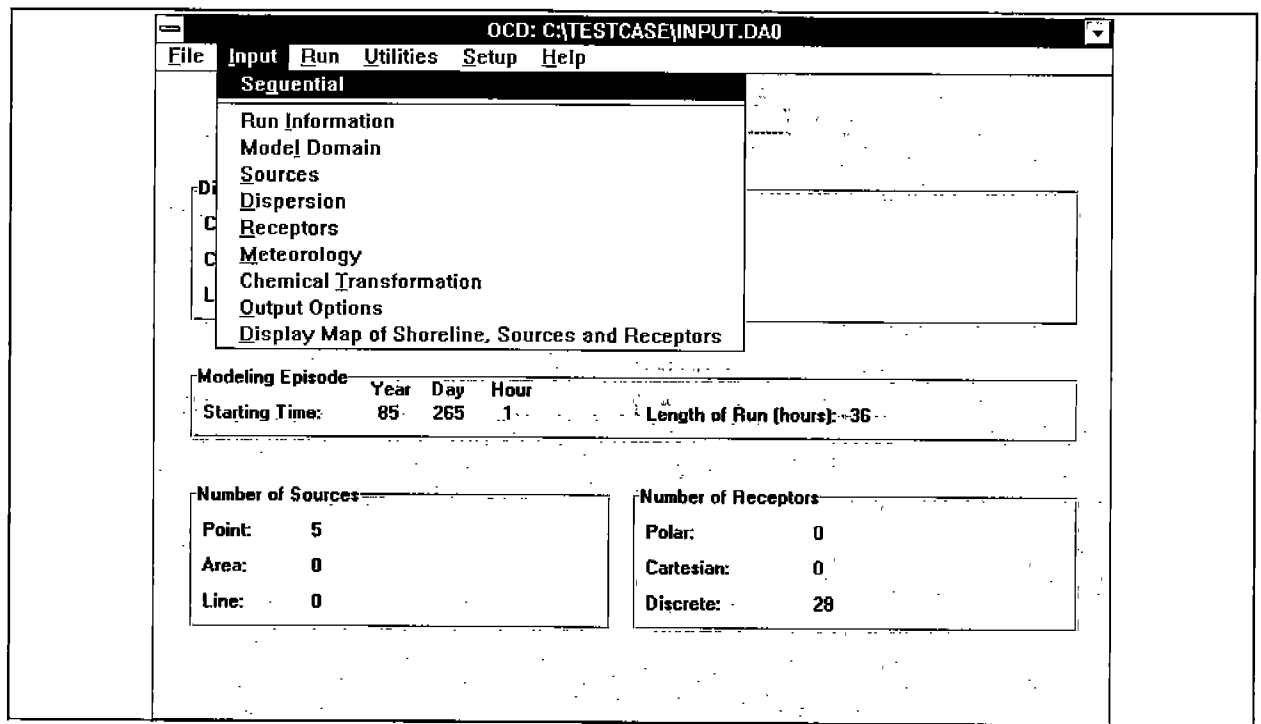 OCD: C:\TESTCASE\INPUT.DA0
File Input Run Utilities Setup Help
Sequential
Run Information
Model Domain
Sources
Dispersion
Receptors
Meteorology
Chemical Transformation
Output Options
Display Map of Shoreline, Sources and Receptors
Di
C
C
L
Modeling Episode
Year Day Hour
Starting Time: 85 265 1 Length of Run (hours): 36
Number of Sources
Point: 5
Area: 0
Line: 0
Number of Receptors
Polar: 0
Cartesian: 0
Discrete: 28